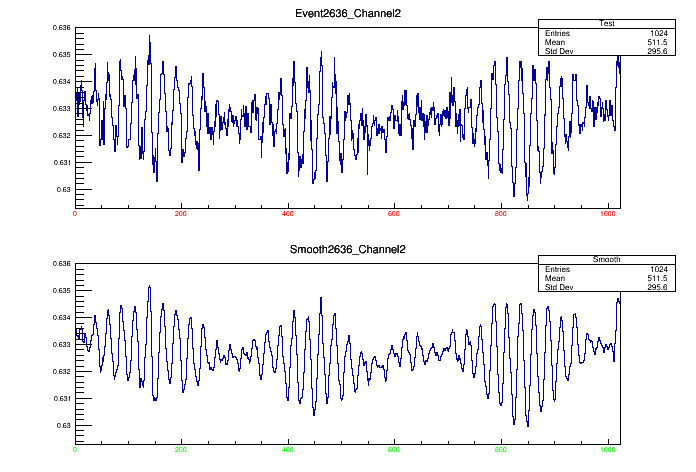 Event2636_Channel2
Test
Entries 1024
Mean 511.5
Std Dev 295.6
0.636
0.635
0.634
0.633
0.632
0.631
0.63
0 200 400 600 800 1000
Smooth2636_Channel2
Smooth
Entries 1024
Mean 511.5
Std Dev 295.6
0.636
0.635
0.634
0.633
0.632
0.631
0.63
0 200 400 600 800 1000